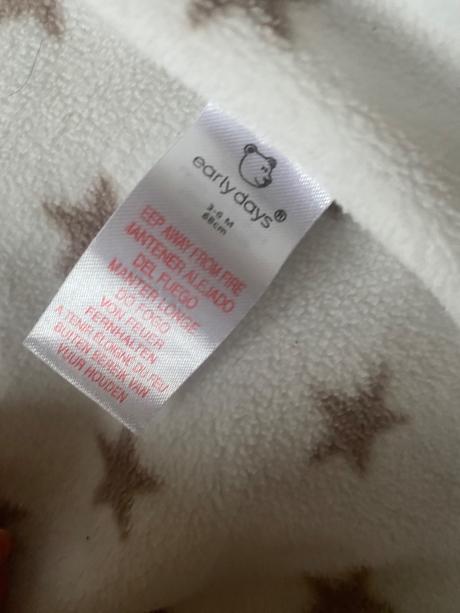 early days®
3-6 M
68cm
EEP AWAY FROM FIRE
MANTENER ALEJADO
DEL FUEGO
MANTER LONGE
DO FOGO
VON FEUER
FERNHALTEN
A TENIR ELOIGNE DU FEU
BUITEN BEREIK VAN
VUUR HOUDEN